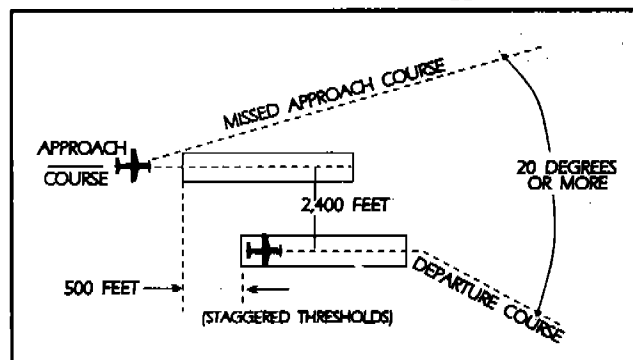 MISSED APPROACH COURSE
APPROACH
COURSE
20 DEGREES
OR MORE
2,400 FEET
500 FEET
(STAGGERED THRESHOLDS)
DEPARTURE COURSE